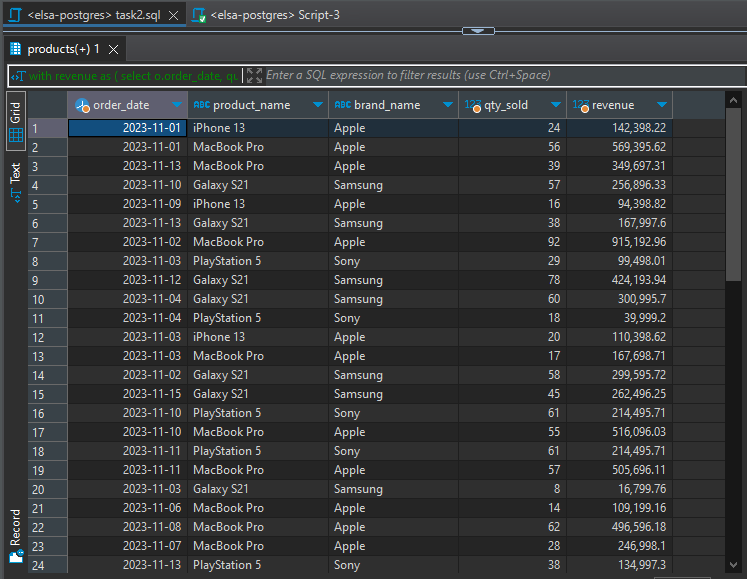 <elsa-postgres> task2.sql <elsa-postgres> Script-3
products(+) 1
with revenue as ( select o.order_date, qu Enter a SQL expression to filter results (use Ctrl+Space)
Grid
Text
Record
order_date ABC product_name ABC brand_name 123 qty_sold 123 revenue
1 2023-11-01 iPhone 13 Apple 24 142,398.22
2 2023-11-01 MacBook Pro Apple 56 569,395.62
3 2023-11-13 MacBook Pro Apple 39 349,697.31
4 2023-11-10 Galaxy S21 Samsung 57 256,896.33
5 2023-11-09 iPhone 13 Apple 16 94,398.82
6 2023-11-13 Galaxy S21 Samsung 38 167,997.6
7 2023-11-02 MacBook Pro Apple 92 915,192.96
8 2023-11-03 PlayStation 5 Sony 29 99,498.01
9 2023-11-12 Galaxy S21 Samsung 78 424,193.94
10 2023-11-04 Galaxy S21 Samsung 60 300,995.7
11 2023-11-04 PlayStation 5 Sony 18 39,999.2
12 2023-11-03 iPhone 13 Apple 20 110,398.62
13 2023-11-03 MacBook Pro Apple 17 167,698.71
14 2023-11-02 Galaxy S21 Samsung 58 299,595.72
15 2023-11-15 Galaxy S21 Samsung 45 262,496.25
16 2023-11-10 PlayStation 5 Sony 61 214,495.71
17 2023-11-10 MacBook Pro Apple 55 516,096.03
18 2023-11-11 PlayStation 5 Sony 61 214,495.71
19 2023-11-11 MacBook Pro Apple 57 505,696.11
20 2023-11-03 Galaxy S21 Samsung 8 16,799.76
21 2023-11-06 MacBook Pro Apple 14 109,199.16
22 2023-11-08 MacBook Pro Apple 62 496,596.18
23 2023-11-07 MacBook Pro Apple 28 246,998.1
24 2023-11-13 PlayStation 5 Sony 38 134,997.3